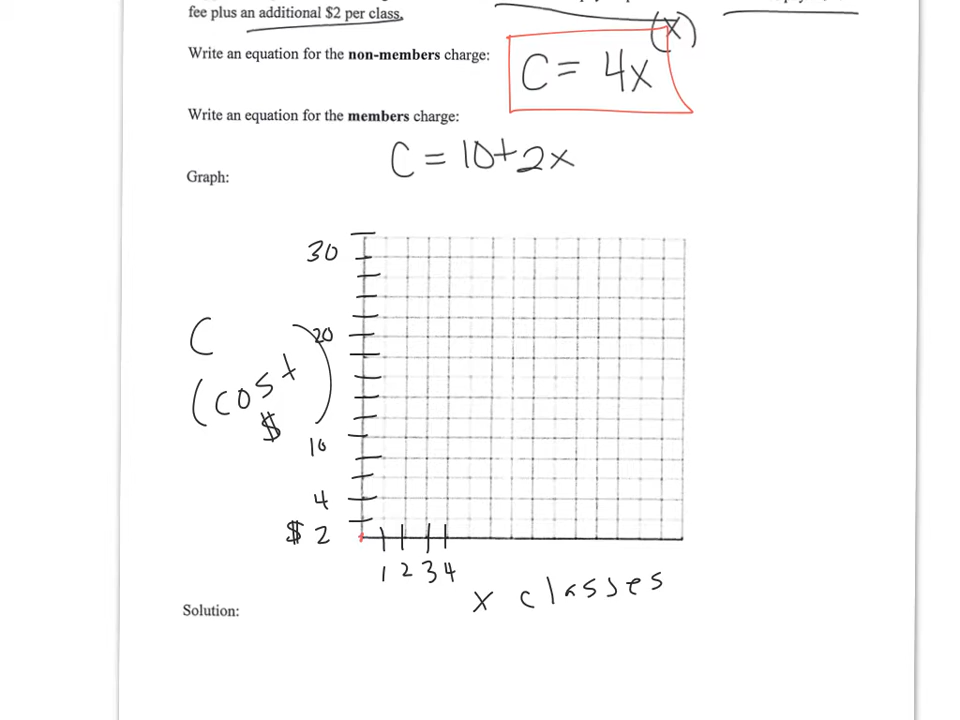 fee plus an additional $2 per class.
(x)
Write an equation for the non-members charge:
C = 4x
Write an equation for the members charge:
C = 10+2x
Graph:
30
C
20
(cost
$)
10
4
$ 2
1 2 3 4
x classes
Solution: